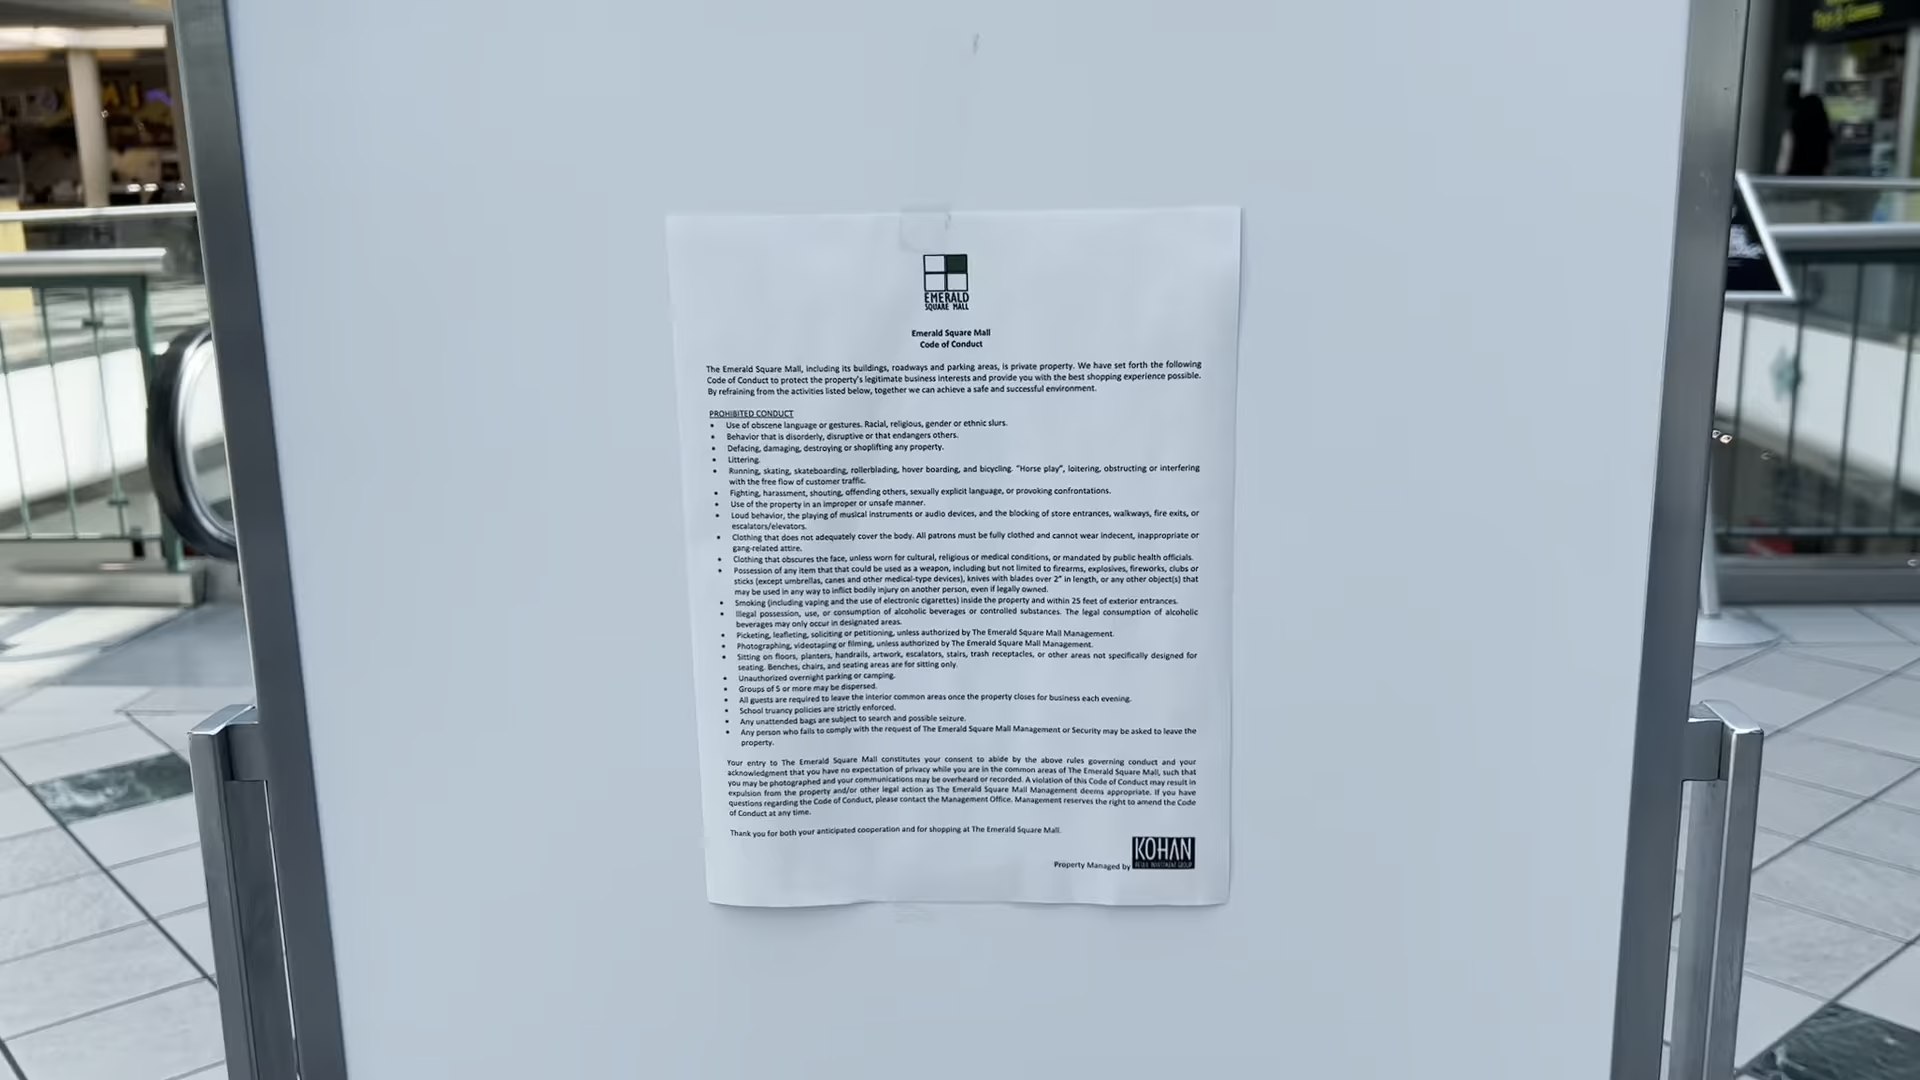 EMERALD
SQUARE MALL
Emerald Square Mall
Code of Conduct
The Emerald Square Mall, including its buildings, roadways and parking areas, is private property. We have set forth the following
Code of Conduct to protect the property's legitimate business interests and provide you with the best shopping experience possible.
By refraining from the activities listed below, together we can achieve a safe and successful environment.
PROHIBITED CONDUCT
• Use of obscene language or gestures. Racial, religious, gender or ethnic slurs.
• Behavior that is disorderly, disruptive or that endangers others.
• Defacing, damaging, destroying or shoplifting any property.
• Littering.
• Running, skating, skateboarding, rollerblading, hover boarding, and bicycling. "Horse play", loitering, obstructing or interfering
with the free flow of customer traffic.
• Fighting, harassment, shouting, offending others, sexually explicit language, or provoking confrontations.
• Use of the property in an improper or unsafe manner.
• Loud behavior, the playing of musical instruments or audio devices, and the blocking of store entrances, walkways, fire exits, or
escalators/elevators.
• Clothing that does not adequately cover the body. All patrons must be fully clothed and cannot wear indecent, inappropriate or
gang-related attire.
• Clothing that obscures the face, unless worn for cultural, religious or medical conditions, or mandated by public health officials.
• Possession of any item that that could be used as a weapon, including but not limited to firearms, explosives, fireworks, clubs or
sticks (except umbrellas, canes and other medical-type devices), knives with blades over 2" in length, or any other object(s) that
may be used in any way to inflict bodily injury on another person, even if legally owned.
• Smoking (including vaping and the use of electronic cigarettes) inside the property and within 25 feet of exterior entrances.
• Illegal possession, use, or consumption of alcoholic beverages or controlled substances. The legal consumption of alcoholic
beverages may only occur in designated areas.
• Picketing, leafleting, soliciting or petitioning, unless authorized by The Emerald Square Mall Management.
• Photographing, videotaping or filming, unless authorized by The Emerald Square Mall Management.
• Sitting on floors, planters, handrails, artwork, escalators, stairs, trash receptacles, or other areas not specifically designed for
seating. Benches, chairs, and seating areas are for sitting only.
• Unauthorized overnight parking or camping.
• Groups of 5 or more may be dispersed.
• All guests are required to leave the interior common areas once the property closes for business each evening.
• School truancy policies are strictly enforced.
• Any unattended bags are subject to search and possible seizure.
• Any person who fails to comply with the request of The Emerald Square Mall Management or Security may be asked to leave the
property.
Your entry to The Emerald Square Mall constitutes your consent to abide by the above rules governing conduct and your
acknowledgment that you have no expectation of privacy while you are in the common areas of The Emerald Square Mall, such that
you may be photographed and your communications may be overheard or recorded. A violation of this Code of Conduct may result in
expulsion from the property and/or other legal action as The Emerald Square Mall Management deems appropriate. If you have
questions regarding the Code of Conduct, please contact the Management Office. Management reserves the right to amend the Code
of Conduct at any time.
Thank you for both your anticipated cooperation and for shopping at The Emerald Square Mall.
Property Managed by KOHAN
RETAIL INVESTMENT GROUP